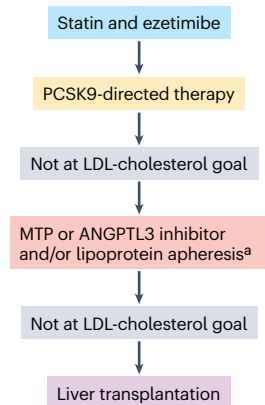 Statin and ezetimibe
PCSK9-directed therapy
Not at LDL-cholesterol goal
MTP or ANGPTL3 inhibitor
and/or lipoprotein apheresisᵃ
Not at LDL-cholesterol goal
Liver transplantation